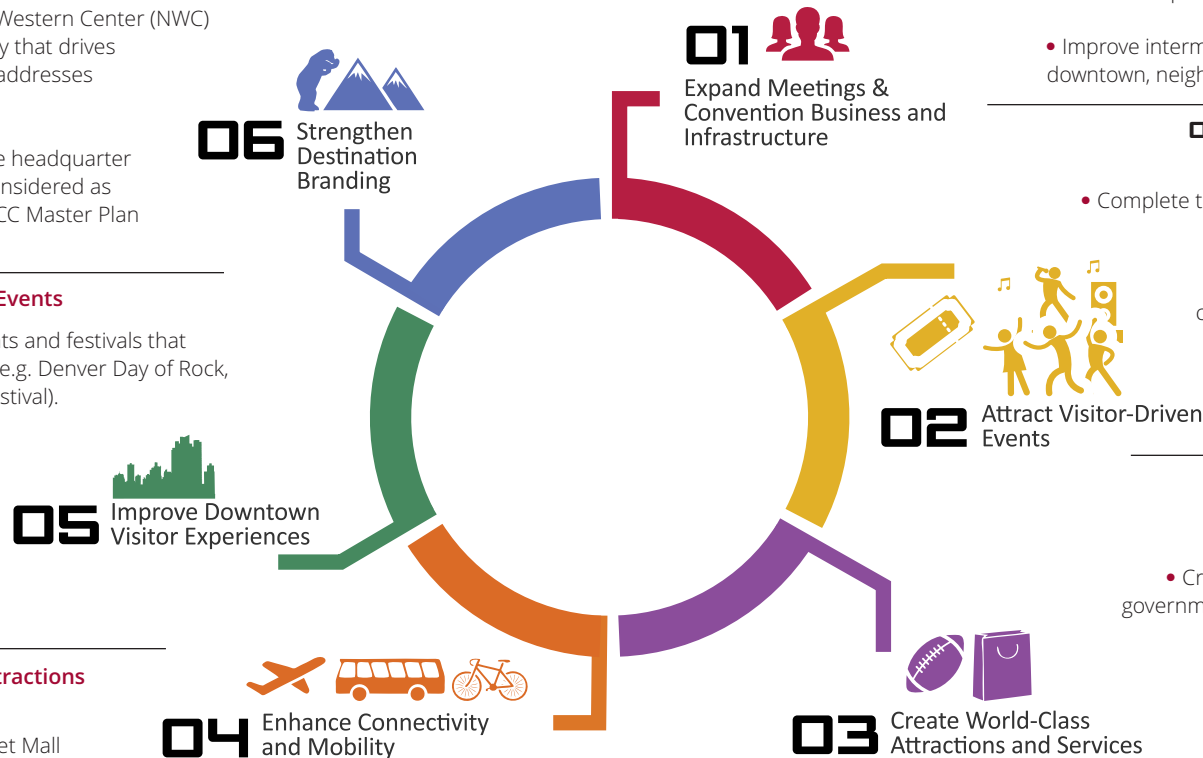 Western Center (NWC)
y that drives
addresses
e headquarter
onsidered as
CC Master Plan
Events
nts and festivals that
e.g. Denver Day of Rock,
stival).
tractions
et Mall
01
Expand Meetings &
Convention Business and
Infrastructure
02
Attract Visitor-Driven
Events
03
Create World-Class
Attractions and Services
04
Enhance Connectivity
and Mobility
05
Improve Downtown
Visitor Experiences
06
Strengthen
Destination
Branding
• Improve interm
downtown, neigh
• Complete t
• Cr
governm